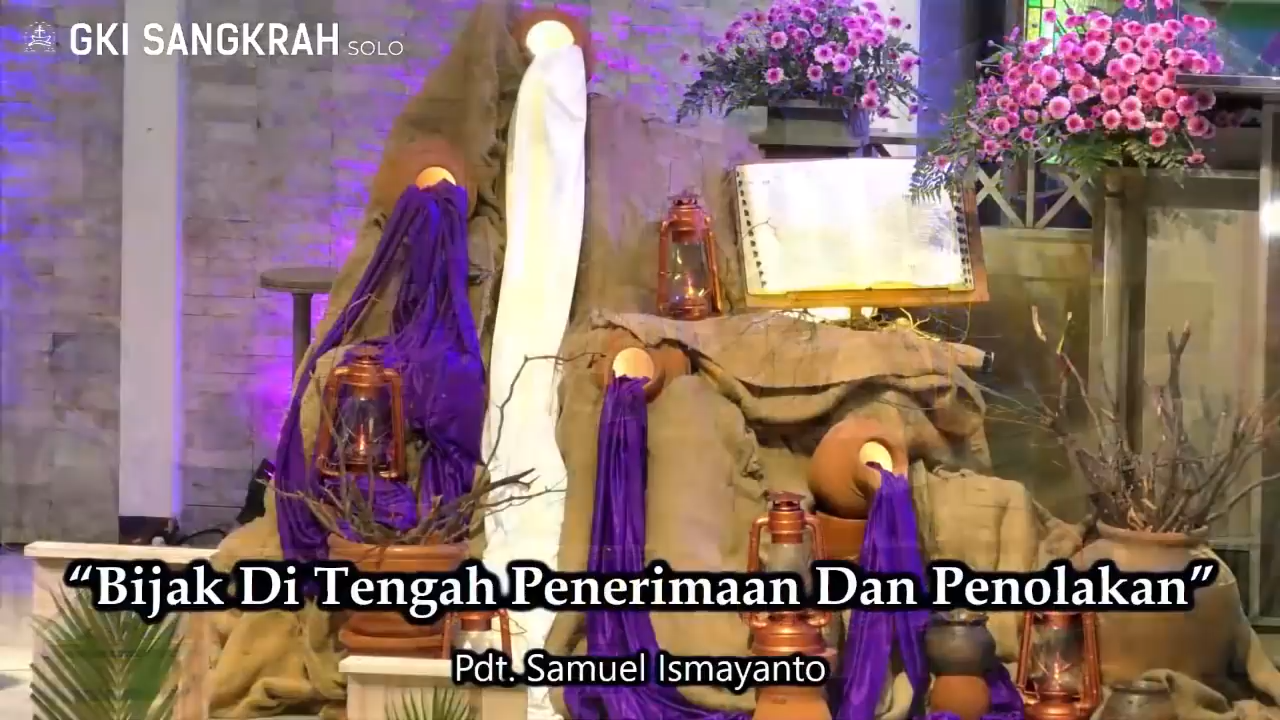 GKI SANGKRAH SOLO
“Bijak Di Tengah Penerimaan Dan Penolakan”
Pdt. Samuel Ismayanto